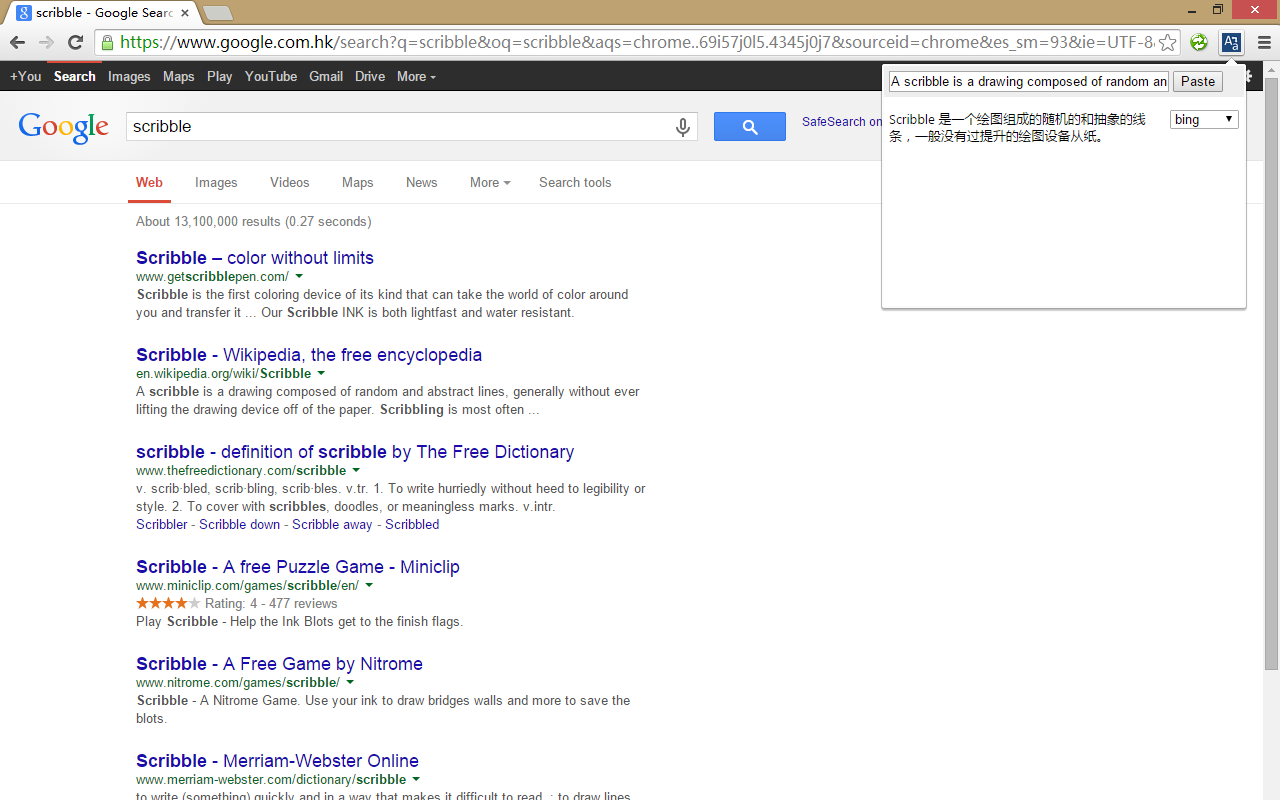 scribble - Google Searc
https://www.google.com.hk/search?q=scribble&oq=scribble&aqs=chrome..69i57j0l5.4345j0j7&sourceid=chrome&es_sm=93&ie=UTF-8
+You Search Images Maps Play YouTube Gmail Drive More
A scribble is a drawing composed of random an Paste
Google scribble SafeSearch on
Scribble 是一个绘图组成的随机的和抽象的线 bing
条，一般没有过提升的绘图设备从纸。
Web Images Videos Maps News More Search tools
About 13,100,000 results (0.27 seconds)
Scribble – color without limits
www.getscribblepen.com/
Scribble is the first coloring device of its kind that can take the world of color around
you and transfer it ... Our Scribble INK is both lightfast and water resistant.
Scribble - Wikipedia, the free encyclopedia
en.wikipedia.org/wiki/Scribble
A scribble is a drawing composed of random and abstract lines, generally without ever
lifting the drawing device off of the paper. Scribbling is most often ...
scribble - definition of scribble by The Free Dictionary
www.thefreedictionary.com/scribble
v. scrib·bled, scrib·bling, scrib·bles. v.tr. 1. To write hurriedly without heed to legibility or
style. 2. To cover with scribbles, doodles, or meaningless marks. v.intr.
Scribbler - Scribble down - Scribble away - Scribbled
Scribble - A free Puzzle Game - Miniclip
www.miniclip.com/games/scribble/en/
Rating: 4 - 477 reviews
Play Scribble - Help the Ink Blots get to the finish flags.
Scribble - A Free Game by Nitrome
www.nitrome.com/games/scribble/
Scribble - A Nitrome Game. Use your ink to draw bridges walls and more to save the
blots.
Scribble - Merriam-Webster Online
www.merriam-webster.com/dictionary/scribble
to write (something) quickly and in a way that makes it difficult to read. : to draw lines